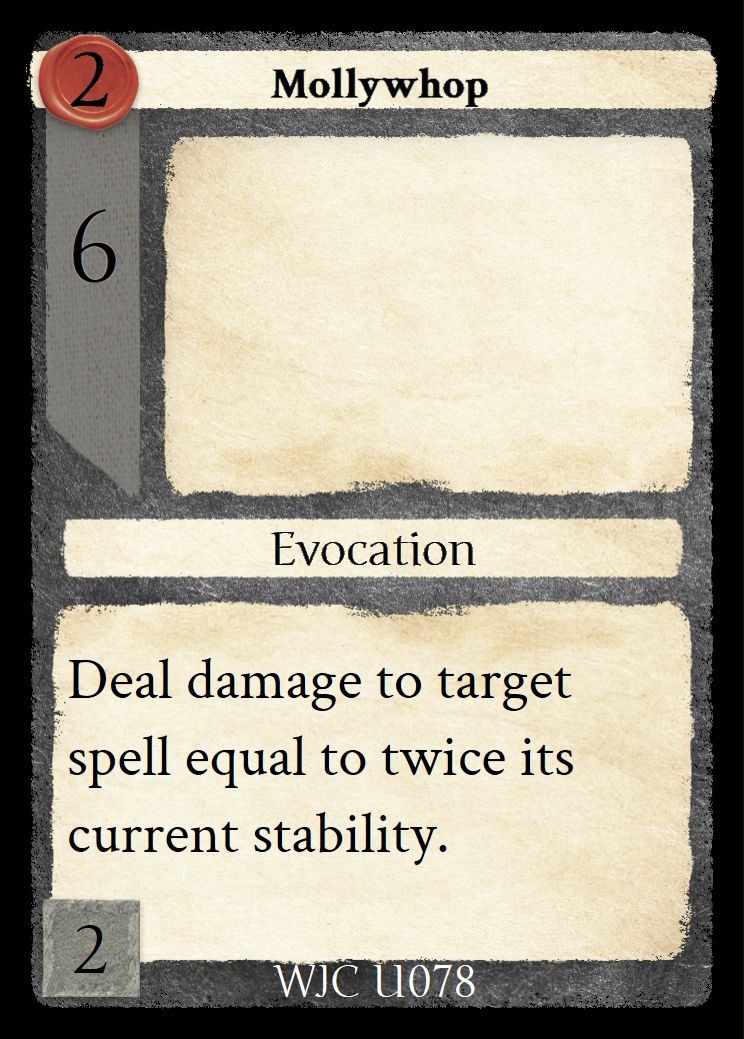 2
Mollywhop
6
Evocation
Deal damage to target
spell equal to twice its
current stability.
2
WJC U078